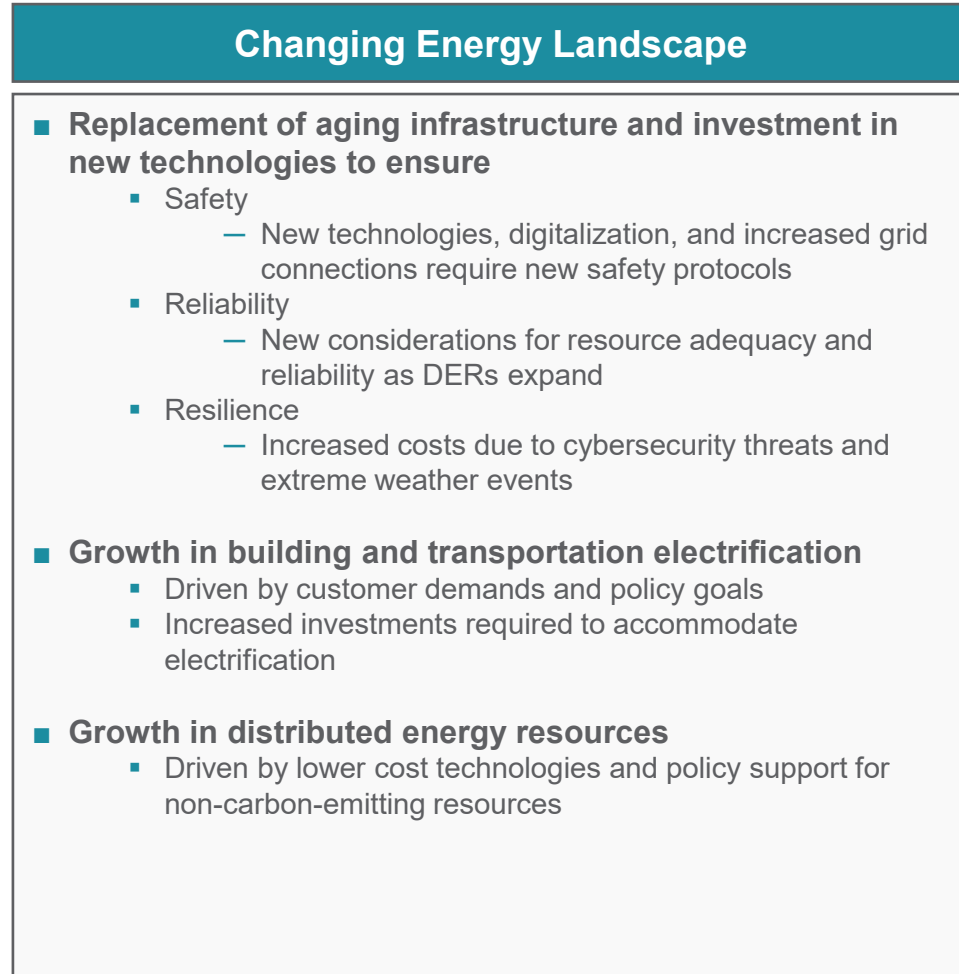 Changing Energy Landscape
■ Replacement of aging infrastructure and investment in
new technologies to ensure
▪ Safety
— New technologies, digitalization, and increased grid
connections require new safety protocols
▪ Reliability
— New considerations for resource adequacy and
reliability as DERs expand
▪ Resilience
— Increased costs due to cybersecurity threats and
extreme weather events
■ Growth in building and transportation electrification
▪ Driven by customer demands and policy goals
▪ Increased investments required to accommodate
electrification
■ Growth in distributed energy resources
▪ Driven by lower cost technologies and policy support for
non-carbon-emitting resources